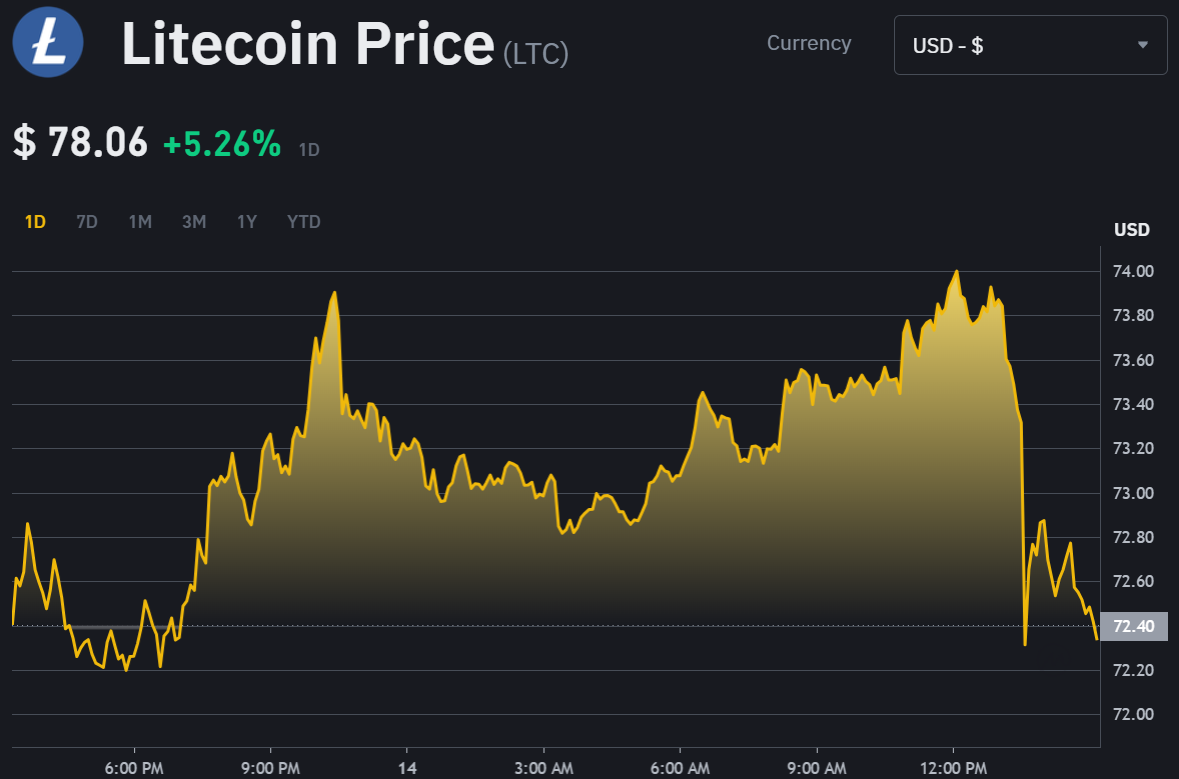 Litecoin Price (LTC)
Currency
USD - $
$ 78.06 +5.26% 1D
1D 7D 1M 3M 1Y YTD
USD
74.00
73.80
73.60
73.40
73.20
73.00
72.80
72.60
72.40
72.20
72.00
6:00 PM 9:00 PM 14 3:00 AM 6:00 AM 9:00 AM 12:00 PM